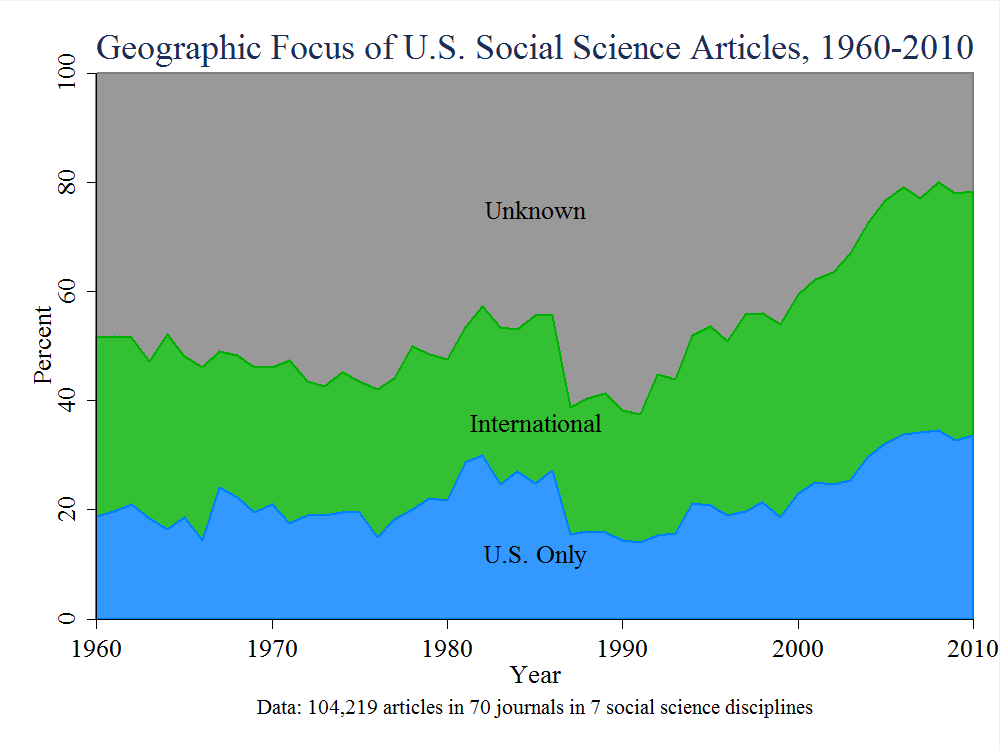 Geographic Focus of U.S. Social Science Articles, 1960-2010
100
80
60
40
20
0
Percent
Unknown
International
U.S. Only
1960 1970 1980 1990 2000 2010
Year
Data: 104,219 articles in 70 journals in 7 social science disciplines